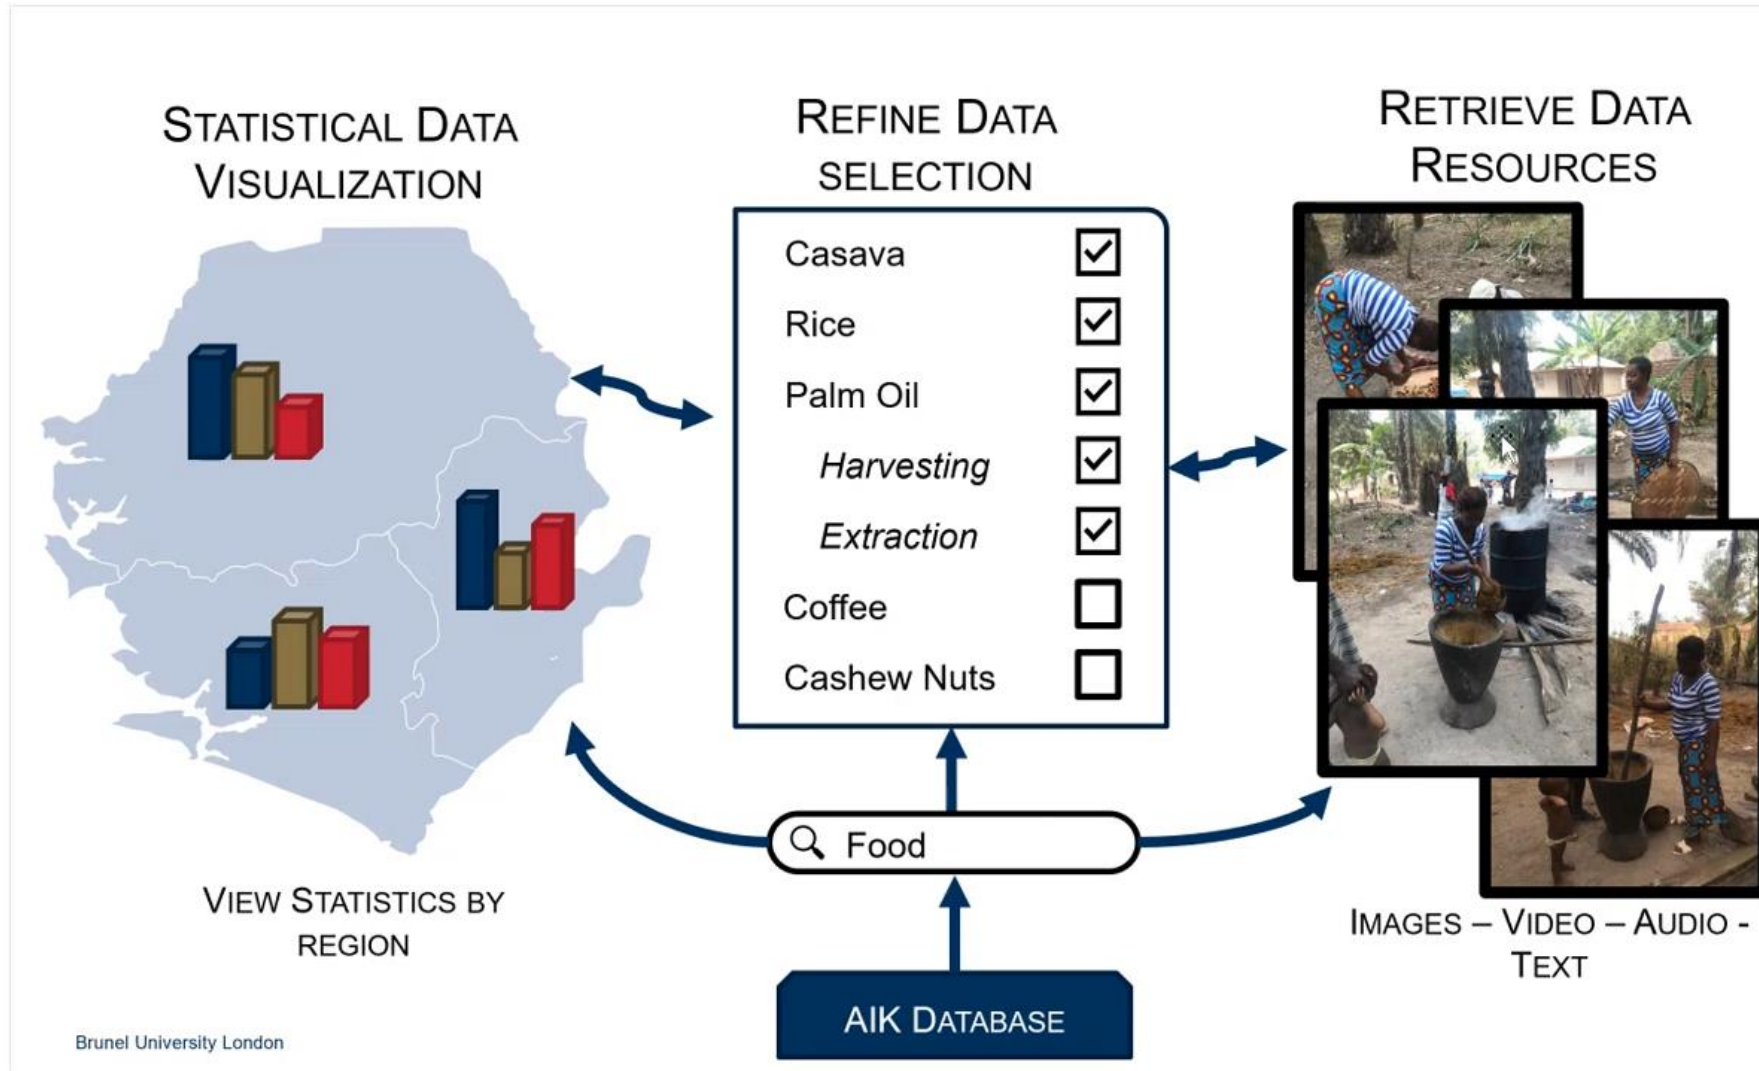 STATISTICAL DATA
VISUALIZATION
VIEW STATISTICS BY
REGION
REFINE DATA
SELECTION
Casava
Rice
Palm Oil
Harvesting
Extraction
Coffee
Cashew Nuts
Food
AIK DATABASE
RETRIEVE DATA
RESOURCES
IMAGES – VIDEO – AUDIO -
TEXT
Brunel University London